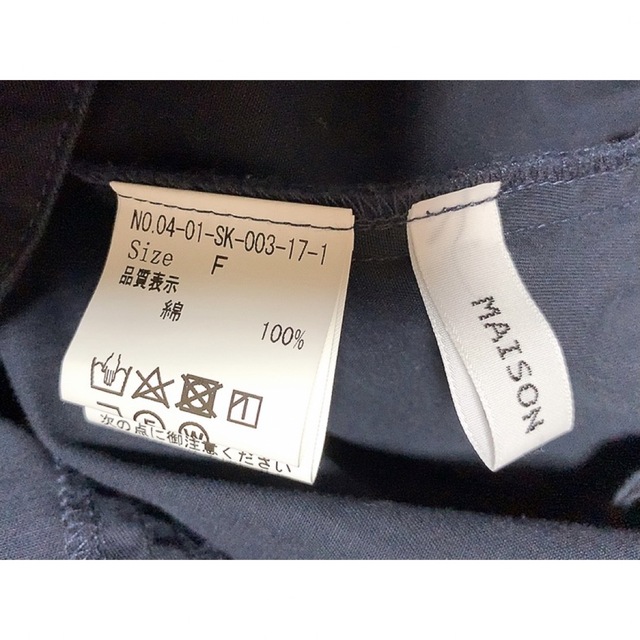 NO.04-01-SK-003-17-1
Size F
品質表示
綿 100%
次の点に御注意ください
MAISON